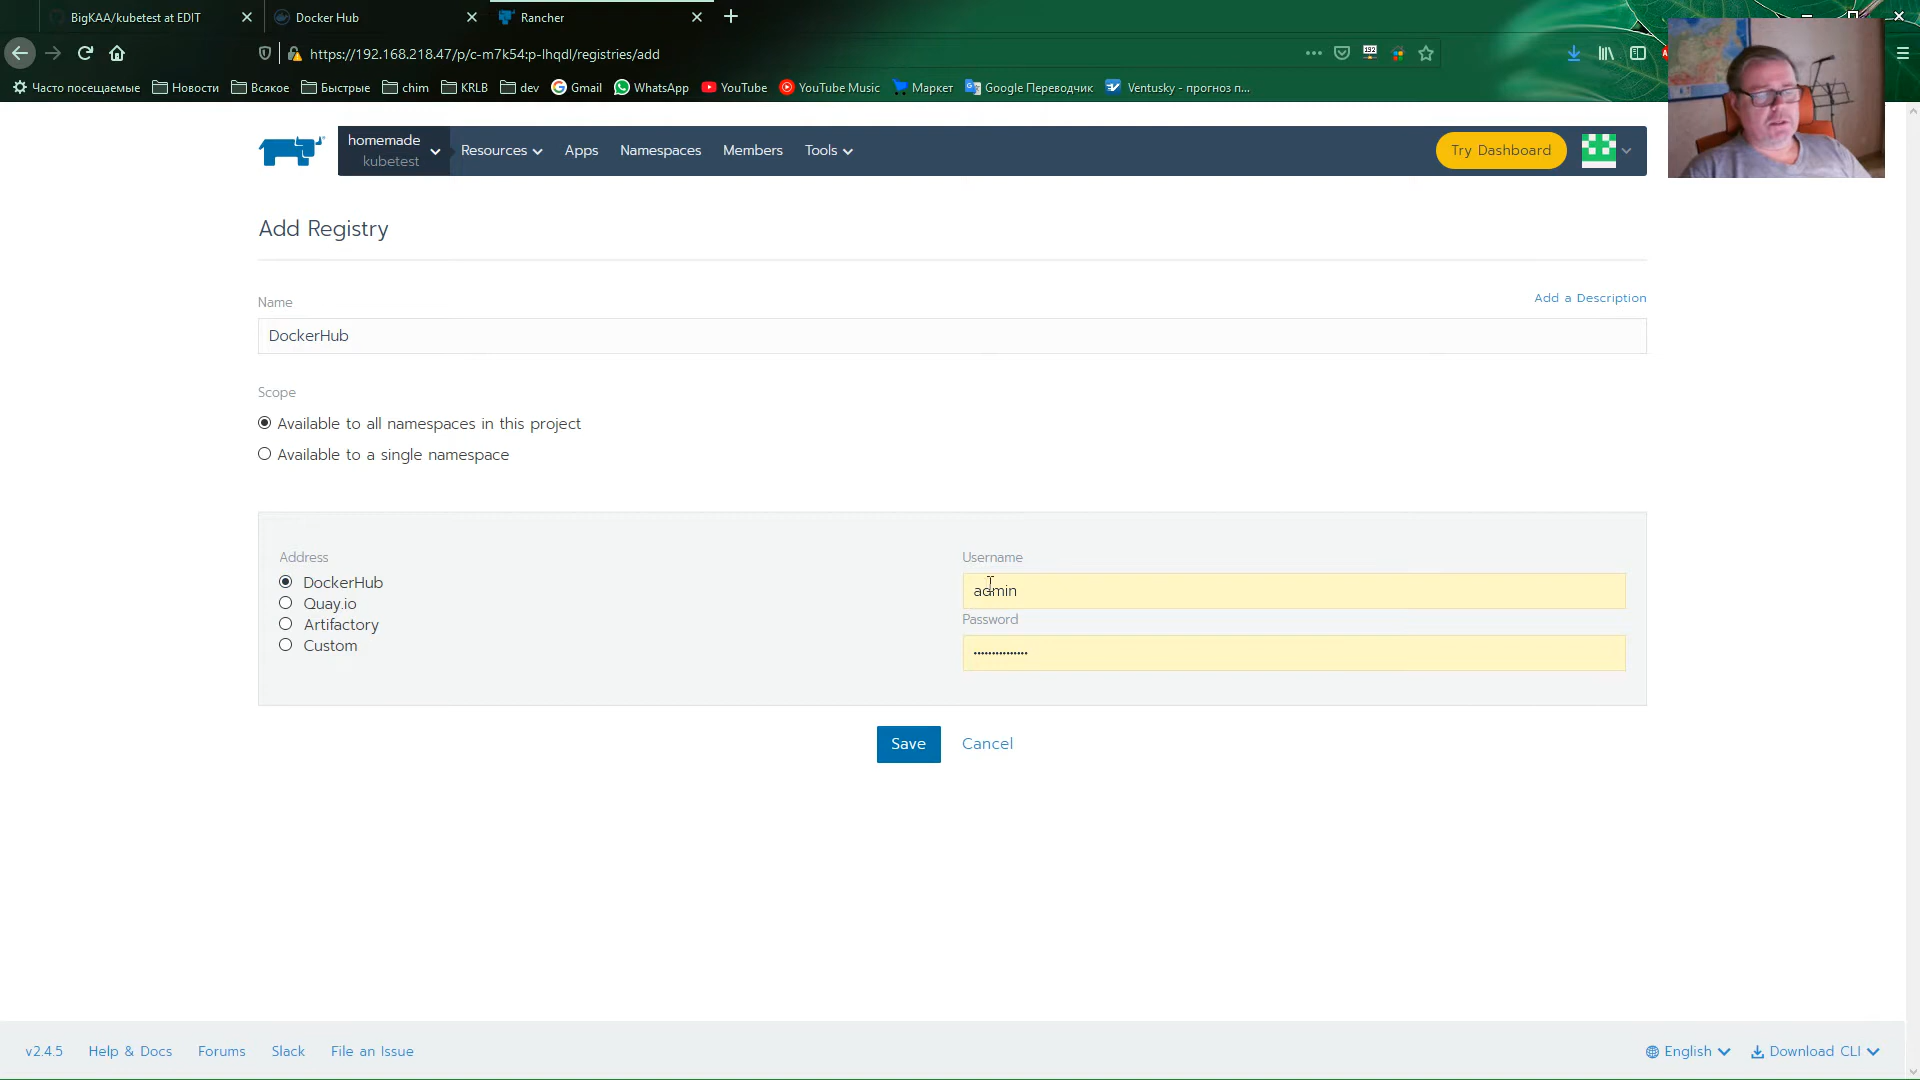 BigKAA/kubetest at EDIT
Docker Hub
Rancher
https://192.168.218.47/p/c-m7k54:p-lhqdl/registries/add
Часто посещаемые Новости Всякое Быстрые chim KRLB dev Gmail WhatsApp YouTube YouTube Music Маркет Google Переводчик Ventusky - прогноз п...
homemade
kubetest
Resources Apps Namespaces Members Tools
Try Dashboard
Add Registry
Name
Add a Description
DockerHub
Scope
Available to all namespaces in this project
Available to a single namespace
Address
DockerHub
Quay.io
Artifactory
Custom
Username
admin
Password
Save Cancel
v2.4.5 Help & Docs Forums Slack File an Issue
English Download CLI